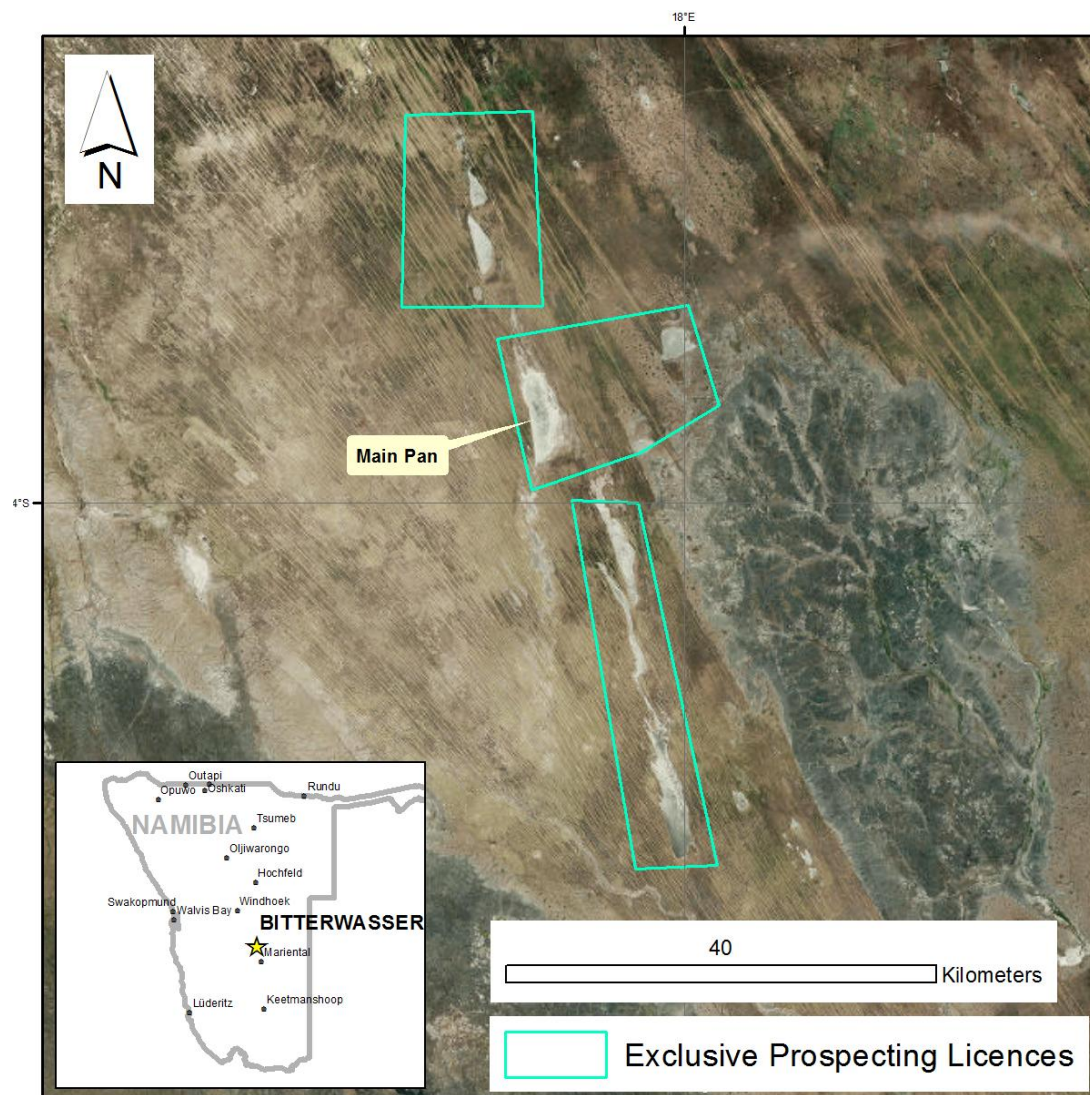 18°E
N
Main Pan
4°S
Outapi
Opuwo
Oshkati
Rundu
NAMIBIA
Tsumeb
Oljiwarongo
Hochfeld
Swakopmund
Walvis Bay
Windhoek
BITTERWASSER
Mariental
Lüderitz
Keetmanshoop
40
Kilometers
Exclusive Prospecting Licences